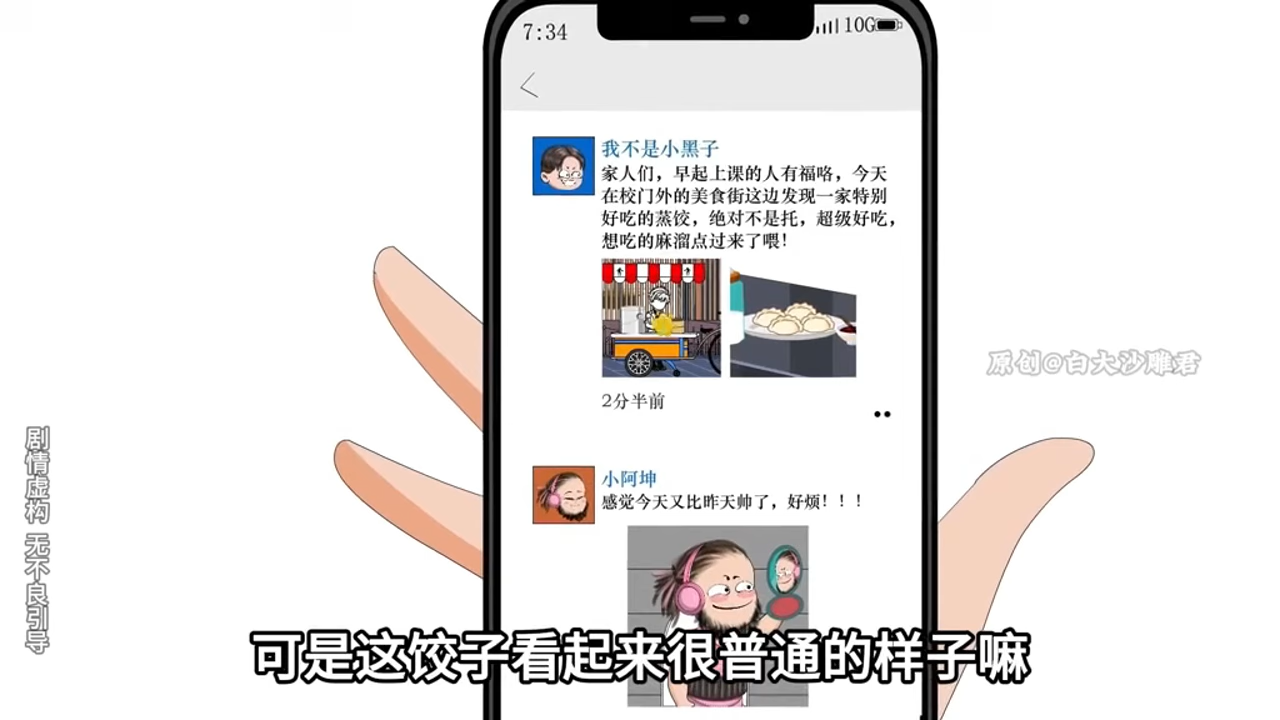 7:34
10G
我不是小黑子
家人们，早起上课的人有福咯，今天
在校门外的美食街这边发现一家特别
好吃的蒸饺，绝对不是托，超级好吃，
想吃的麻溜点过来了喂！
2分半前
小阿坤
感觉今天又比昨天帅了，好烦！！！
原创@白大沙雕君
剧情虚构 无不良引导
可是这饺子看起来很普通的样子嘛